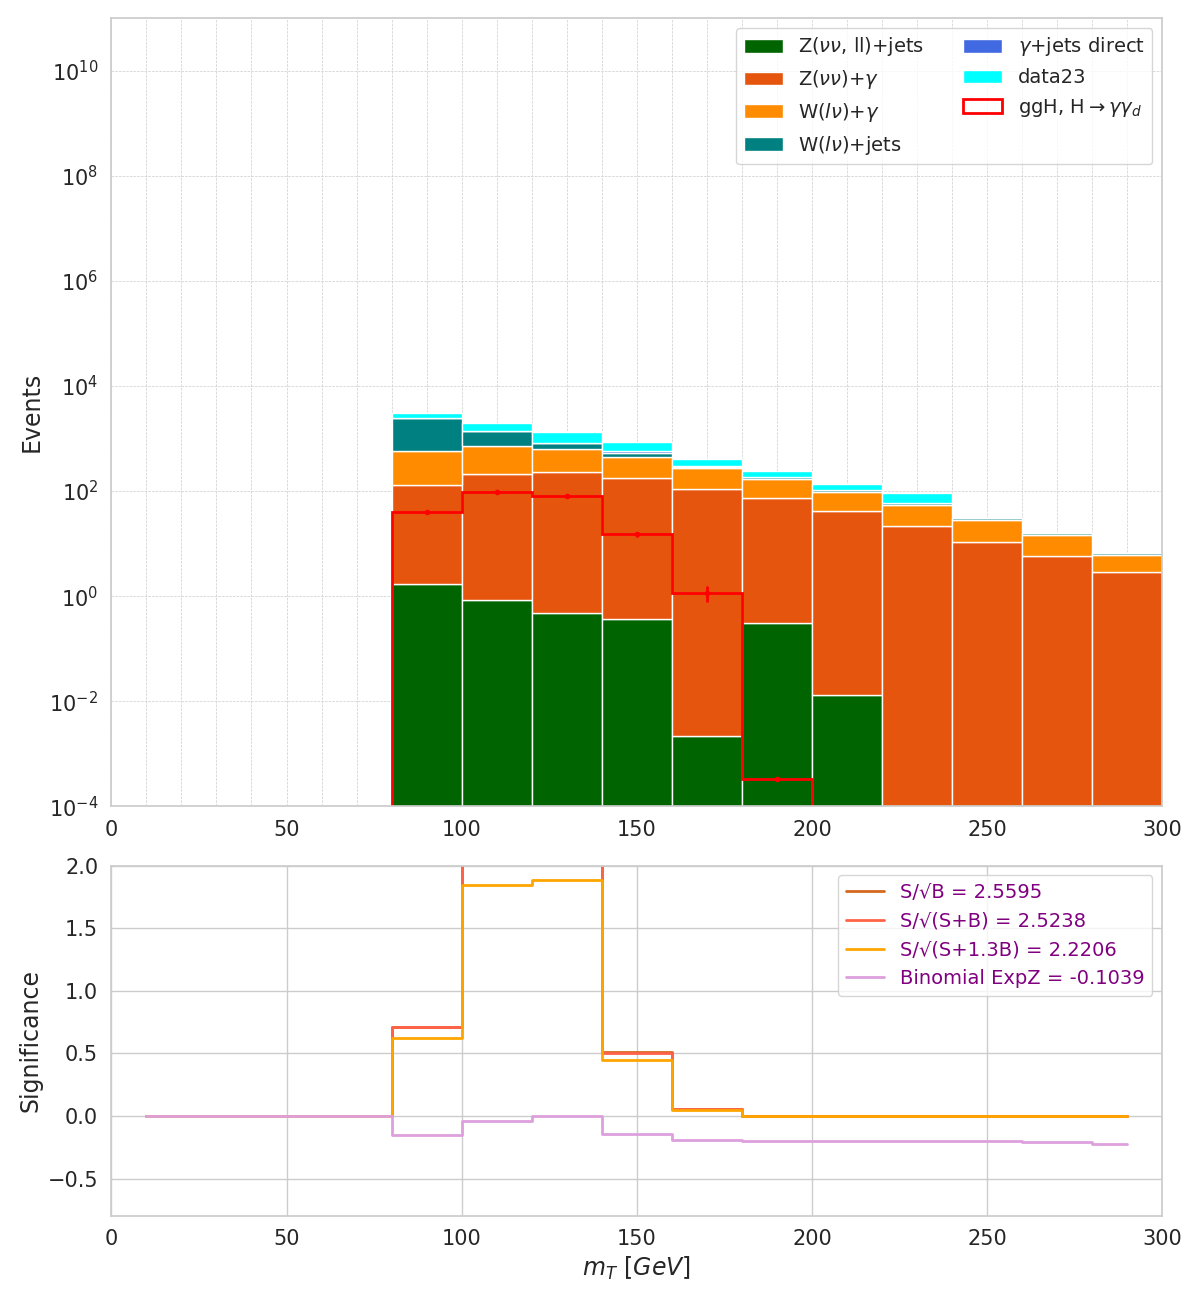 Z(νν, ll)+jets
Z(νν)+γ
W(lν)+γ
W(lν)+jets
γ+jets direct
data23
ggH, H → γγ_d
10^10
10^8
10^6
10^4
10^2
10^0
10^−2
10^−4
Events
0 50 100 150 200 250 300
S/√B = 2.5595
S/√(S+B) = 2.5238
S/√(S+1.3B) = 2.2206
Binomial ExpZ = -0.1039
2.0
1.5
1.0
0.5
0.0
−0.5
Significance
0 50 100 150 200 250 300
m_T [GeV]